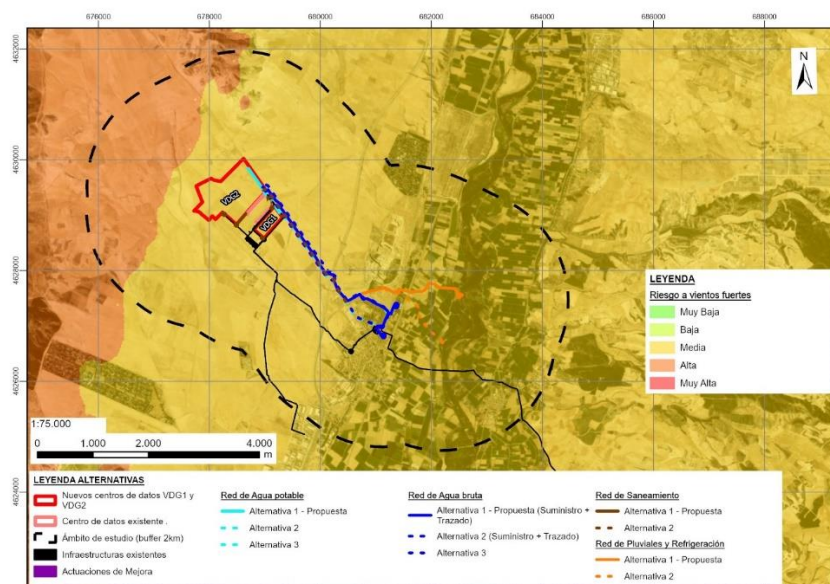 676000 678000 680000 682000 684000 686000 688000
4632000
N
4630000
VDG2
VDG1
4628000
LEYENDA
Riesgo a vientos fuertes
Muy Baja
Baja
Media
Alta
Muy Alta
4626000
1:75.000
0 1.000 2.000 4.000
m
4624000
LEYENDA ALTERNATIVAS
Nuevos centros de datos VDG1 y
VDG2
Centro de datos existente .
Ámbito de estudio (buffer 2km)
Infraestructuras existentes
Actuaciones de Mejora
Red de Agua potable
Alternativa 1 - Propuesta
Alternativa 2
Alternativa 3
Red de Agua bruta
Alternativa 1 - Propuesta (Suministro +
Trazado)
Alternativa 2 (Suministro + Trazado)
Alternativa 3
Red de Saneamiento
Alternativa 1 - Propuesta
Alternativa 2
Red de Pluviales y Refrigeración
Alternativa 1 - Propuesta
Alternativa 2